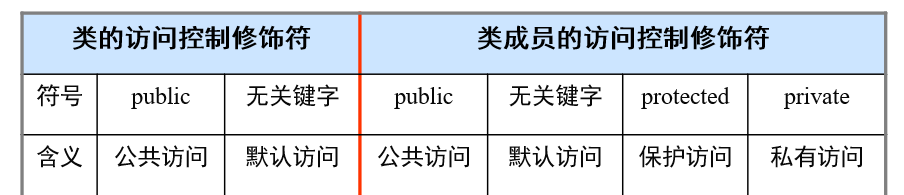 类的访问控制修饰符 类成员的访问控制修饰符
符号 public 无关键字 public 无关键字 protected private
含义 公共访问 默认访问 公共访问 默认访问 保护访问 私有访问